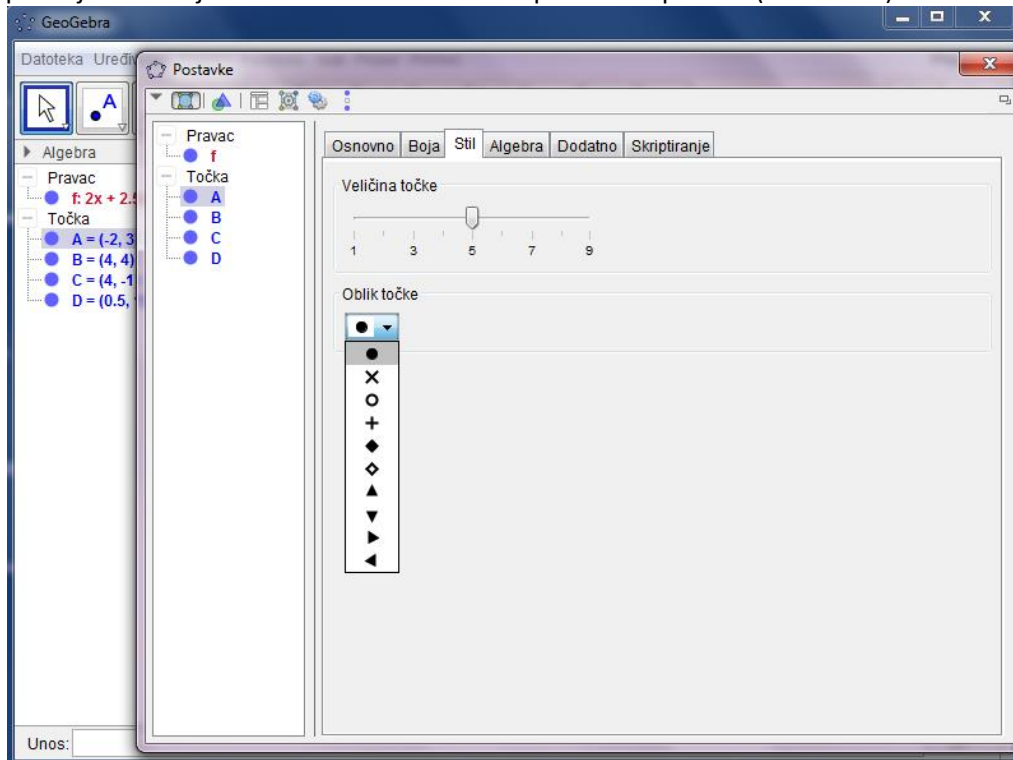 GeoGebra
Datoteka Uređiv
Postavke
A
Algebra
Pravac
f: 2x + 2.5
Točka
A = (-2, 3
B = (4, 4)
C = (4, -1
D = (0.5,
Pravac
f
Točka
A
B
C
D
Osnovno Boja Stil Algebra Dodatno Skriptiranje
Veličina točke
1 3 5 7 9
Oblik točke
Unos: